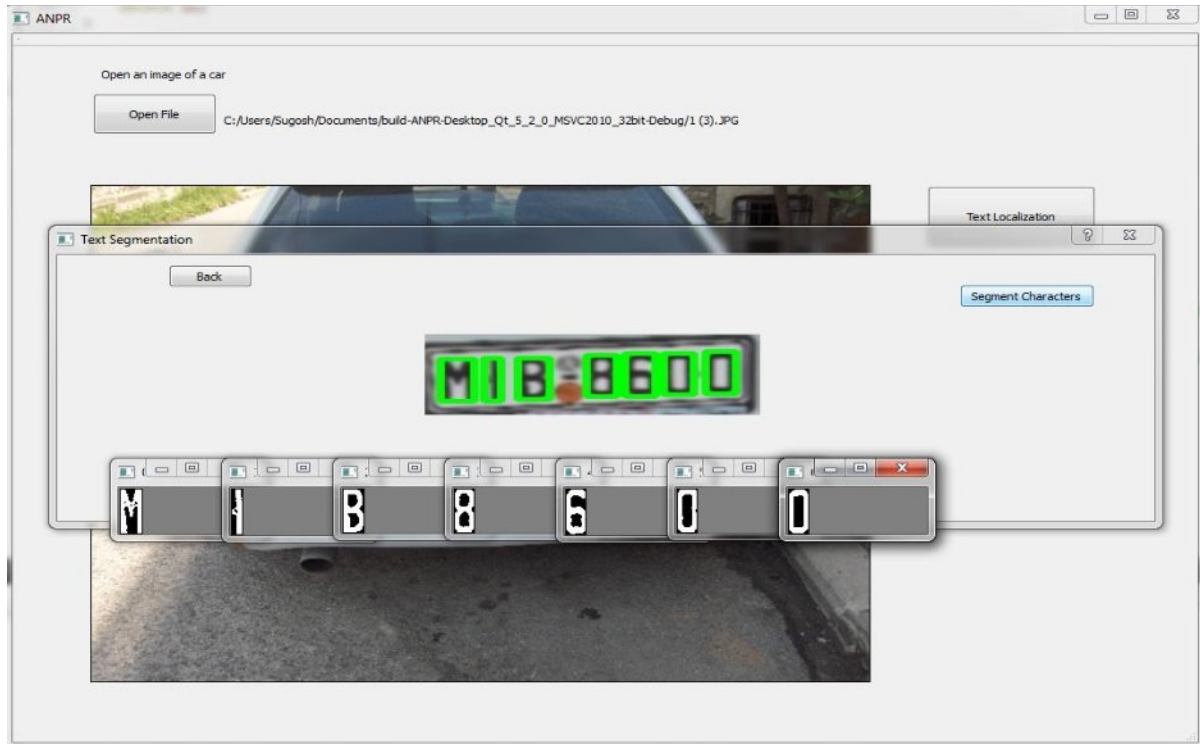 ANPR
Open an image of a car
Open File
C:/Users/Sugosh/Documents/build-ANPR-Desktop_Qt_5_2_0_MSVC2010_32bit-Debug/1 (3).JPG
Text Localization
Text Segmentation
Back
Segment Characters
MIB 8600
M I B 8 6 0 0